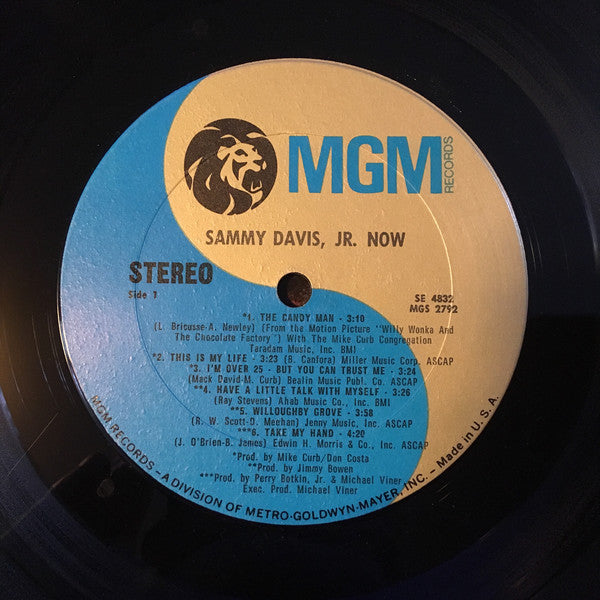 MGM
RECORDS
SAMMY DAVIS, JR. NOW
STEREO
Side 1
SE 4832
MGS 2792
*1. THE CANDY MAN - 3:10
(L. Bricusse-A. Newley) (From the Motion Picture "Willy Wonka And
The Chocolate Factory") With The Mike Curb Congregation
Taradam Music, Inc. BMI
*2. THIS IS MY LIFE - 3:23 (B. Canfora) Miller Music Corp. ASCAP
*3. I'M OVER 25 - BUT YOU CAN TRUST ME - 3:24
(Mack David-M. Curb) Bealin Music Publ. Co. ASCAP
**4. HAVE A LITTLE TALK WITH MYSELF - 3:26
(Ray Stevens) Ahab Music Co., Inc. BMI
**5. WILLOUGHBY GROVE - 3:58
(R. W. Scott-D. Meehan) Jenny Music, Inc. ASCAP
***6. TAKE MY HAND - 4:20
(J. O'Brien-B. James) Edwin H. Morris & Co., Inc. ASCAP
*Prod. by Mike Curb/Don Costa
**Prod. by Jimmy Bowen
***Prod. by Perry Botkin, Jr. & Michael Viner
Exec. Prod. Michael Viner
MGM RECORDS – A DIVISION OF METRO-GOLDWYN-MAYER, INC. – Made in U. S. A.